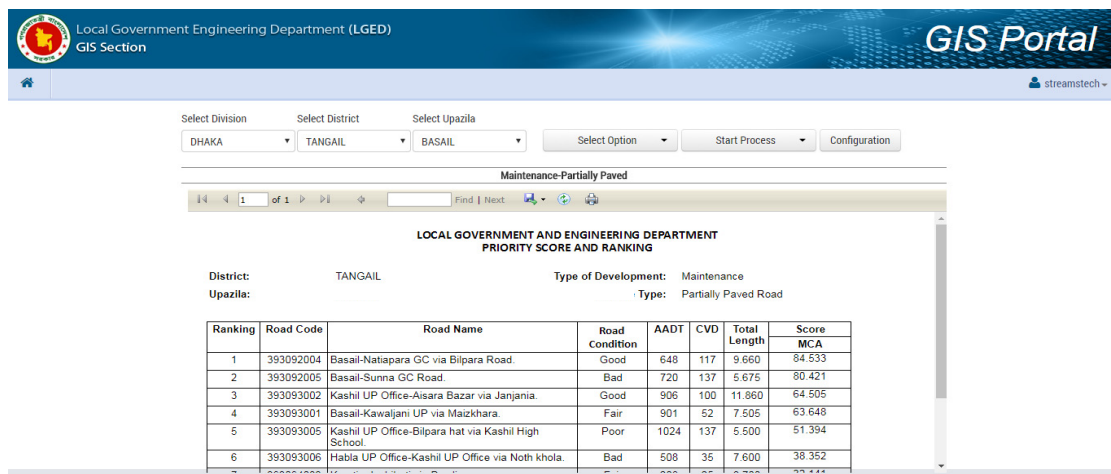 Local Government Engineering Department (LGED)
GIS Section
GIS Portal
streamstech
Select Division Select District Select Upazila
DHAKA TANGAIL BASAIL Select Option Start Process Configuration
Maintenance-Partially Paved
1 of 1 Find | Next
LOCAL GOVERNMENT AND ENGINEERING DEPARTMENT
PRIORITY SCORE AND RANKING
District: TANGAIL Type of Development: Maintenance
Upazila: Type: Partially Paved Road
Ranking Road Code Road Name Road Condition AADT CVD Total Length Score MCA
1 393092004 Basail-Natiapara GC via Bilpara Road. Good 648 117 9.660 84.533
2 393092005 Basail-Sunna GC Road. Bad 720 137 5.675 80.421
3 393093002 Kashil UP Office-Aisara Bazar via Janjania. Good 906 100 11.860 64.505
4 393093001 Basail-Kawaljani UP via Maizkhara. Fair 901 52 7.505 63.648
5 393093005 Kashil UP Office-Bilpara hat via Kashil High School. Poor 1024 137 5.500 51.394
6 393093006 Habla UP Office-Kashil UP Office via Noth khola. Bad 508 35 7.600 38.352